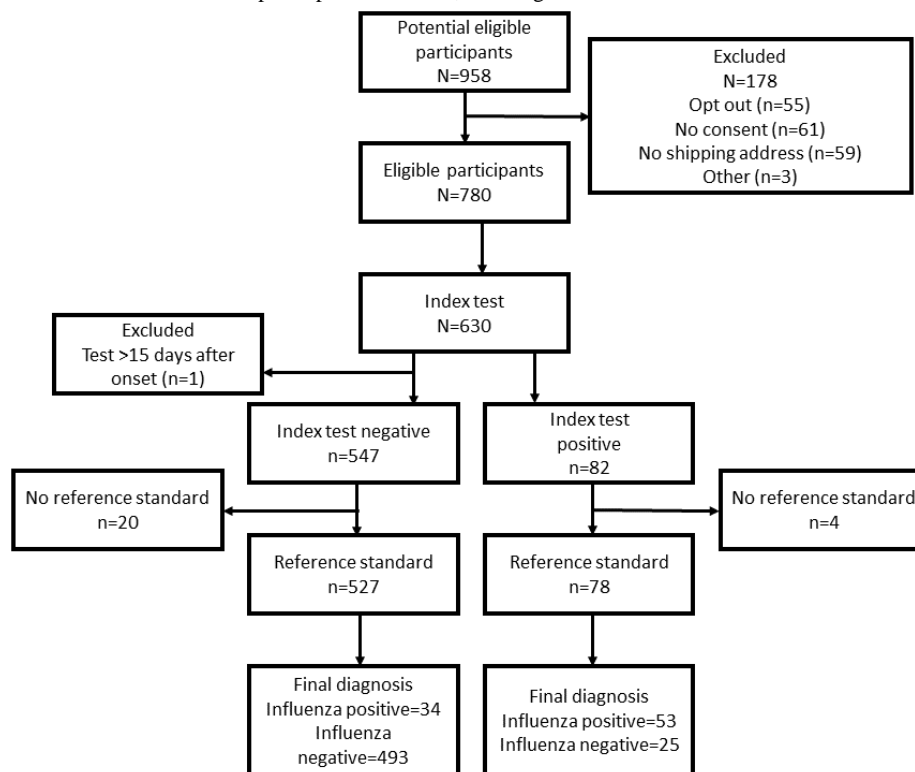 Potential eligible
participants
N=958
Excluded
N=178
Opt out (n=55)
No consent (n=61)
No shipping address (n=59)
Other (n=3)
Eligible participants
N=780
Index test
N=630
Excluded
Test >15 days after
onset (n=1)
Index test negative
n=547
Index test
positive
n=82
No reference standard
n=20
No reference standard
n=4
Reference standard
n=527
Reference standard
n=78
Final diagnosis
Influenza positive=34
Influenza
negative=493
Final diagnosis
Influenza positive=53
Influenza negative=25